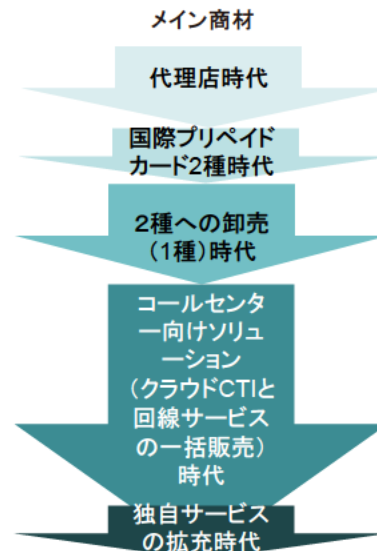 メイン商材
代理店時代
国際プリペイド
カード2種時代
２種への卸売
（1種）時代
コールセンタ
ー向けソリュ
ーション
（クラウドCTIと
回線サービス
の一括販売）
時代
独自サービス
の拡充時代